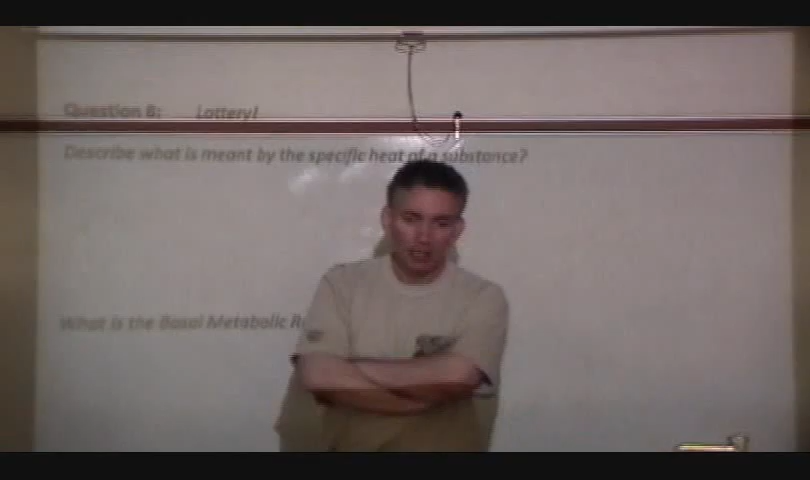 Question 6: Lottery!
Describe what is meant by the specific heat of a substance?
What is the Basal Metabolic R